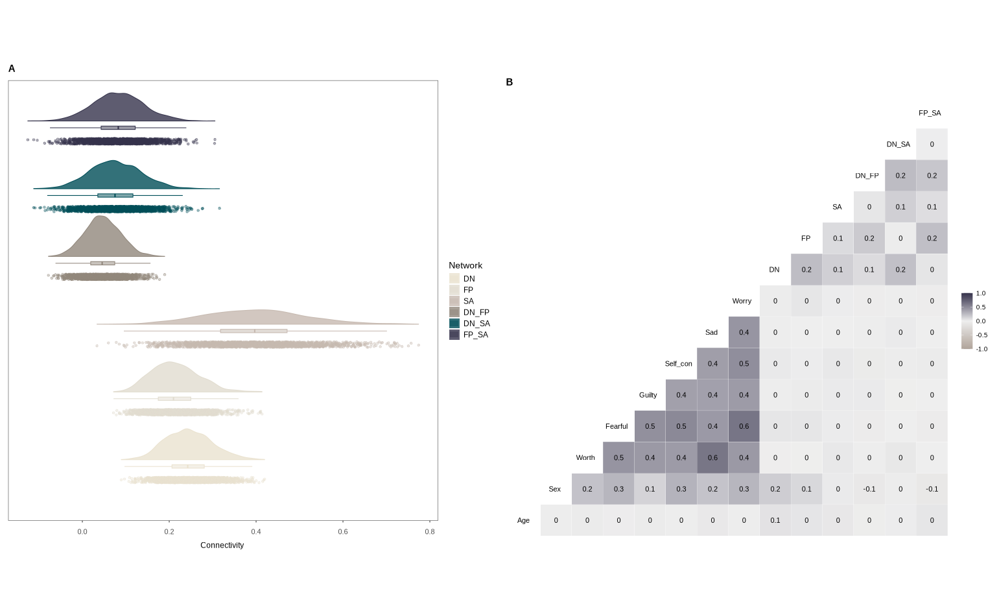 A
0.0 0.2 0.4 0.6 0.8
Connectivity
Network
DN
FP
SA
DN_FP
DN_SA
FP_SA
B
FP_SA
DN_SA 0
DN_FP 0.2 0.2
SA 0 0.1 0.1
FP 0.1 0.2 0 0.2
DN 0.2 0.1 0.1 0.2 0
Worry 0 0 0 0 0 0
Sad 0.4 0 0 0 0 0 0
Self_con 0.4 0.5 0 0 0 0 0 0
Guilty 0.4 0.4 0.4 0 0 0 0 0 0
Fearful 0.5 0.5 0.4 0.6 0 0 0 0 0 0
Worth 0.5 0.4 0.4 0.6 0.4 0 0 0 0 0 0
Sex 0.2 0.3 0.1 0.3 0.2 0.3 0.2 0.1 0 -0.1 0 -0.1
Age 0 0 0 0 0 0 0 0.1 0 0 0 0 0
1.0
0.5
0.0
-0.5
-1.0